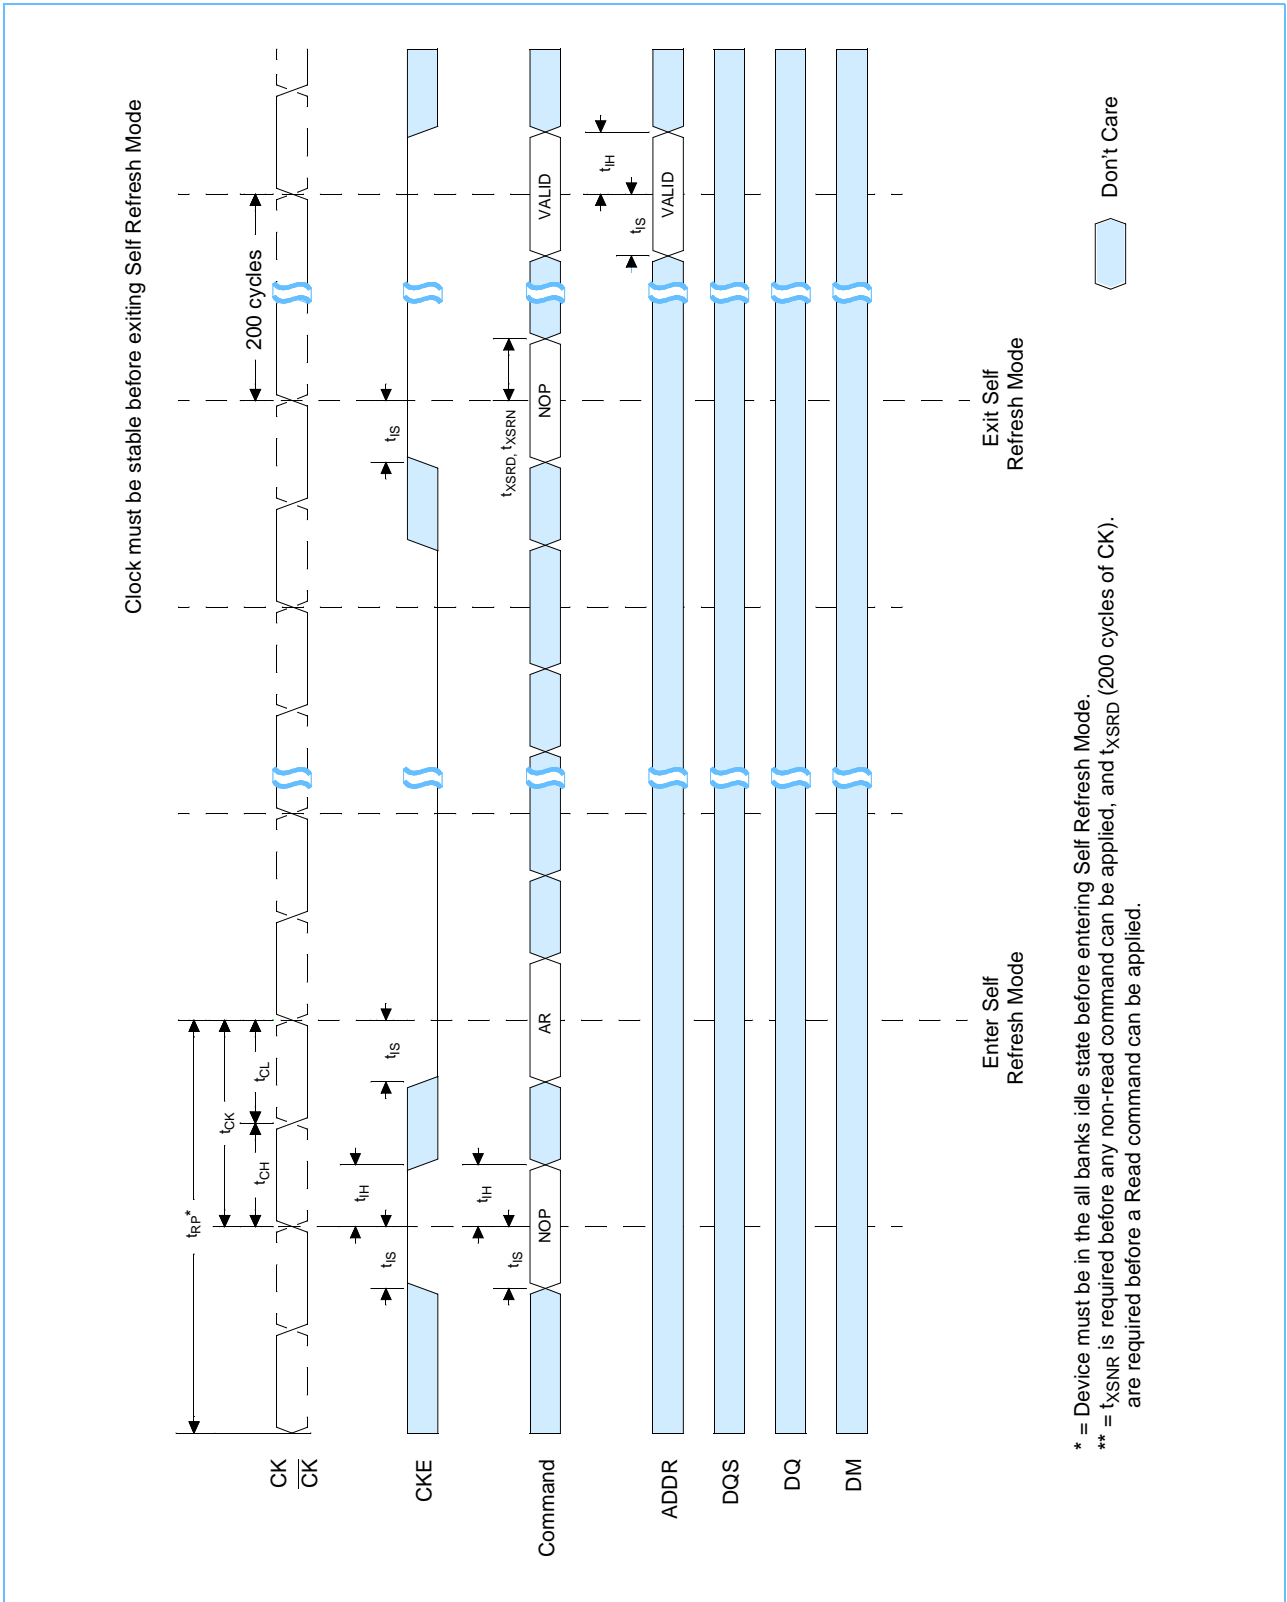 Clock must be stable before exiting Self Refresh Mode
tRP*
tCK
tCH
tCL
200 cycles
CK
CK
tIS
tIH
tIS
tIS
CKE
tIS
tIH
tXSRD, tXSRN
Command
NOP
AR
NOP
VALID
tIS
tIH
ADDR
VALID
DQS
DQ
DM
Enter Self
Refresh Mode
Exit Self
Refresh Mode
* = Device must be in the all banks idle state before entering Self Refresh Mode.
** = tXSNR is required before any non-read command can be applied, and tXSRD (200 cycles of CK).
are required before a Read command can be applied.
Don't Care